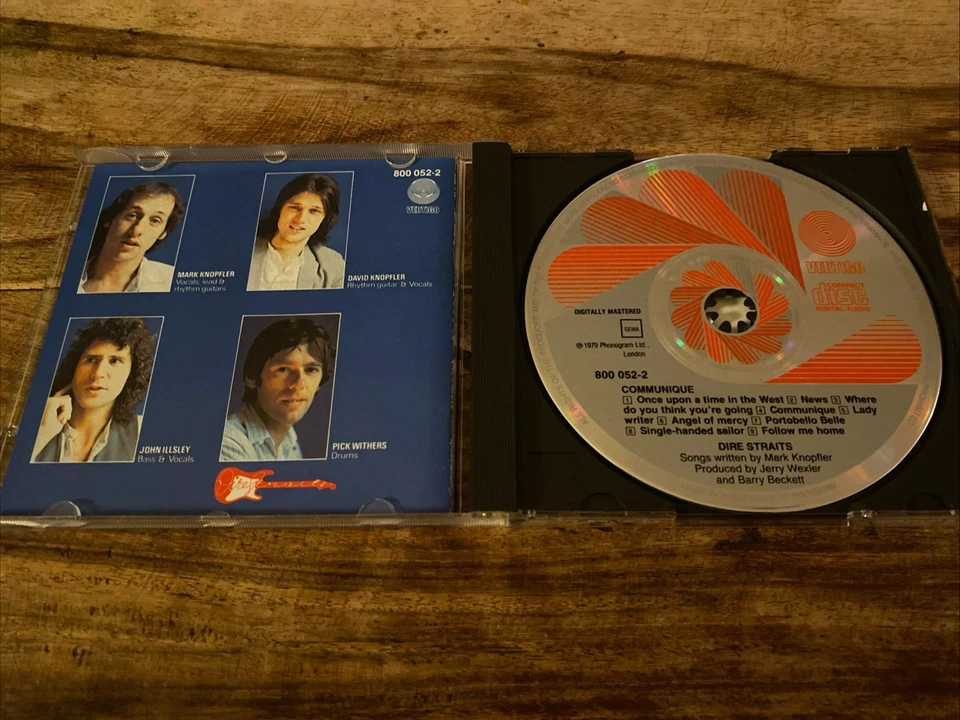 800 052-2
VERTIGO
MARK KNOPFLER
Vocals, lead &
rhythm guitars
DAVID KNOPFLER
Rhythm guitar & Vocals
JOHN ILLSLEY
Bass & Vocals
PICK WITHERS
Drums
VERTIGO
COMPACT
disc
DIGITAL AUDIO
DIGITALLY MASTERED
GEMA
℗ 1979 Phonogram Ltd.
London
800 052-2
COMMUNIQUE
1 Once upon a time in the West 2 News 3 Where
do you think you're going 4 Communique 5 Lady
writer 6 Angel of mercy 7 Portobello Belle
8 Single-handed sailor 9 Follow me home
DIRE STRAITS
Songs written by Mark Knopfler
Produced by Jerry Wexler
and Barry Beckett